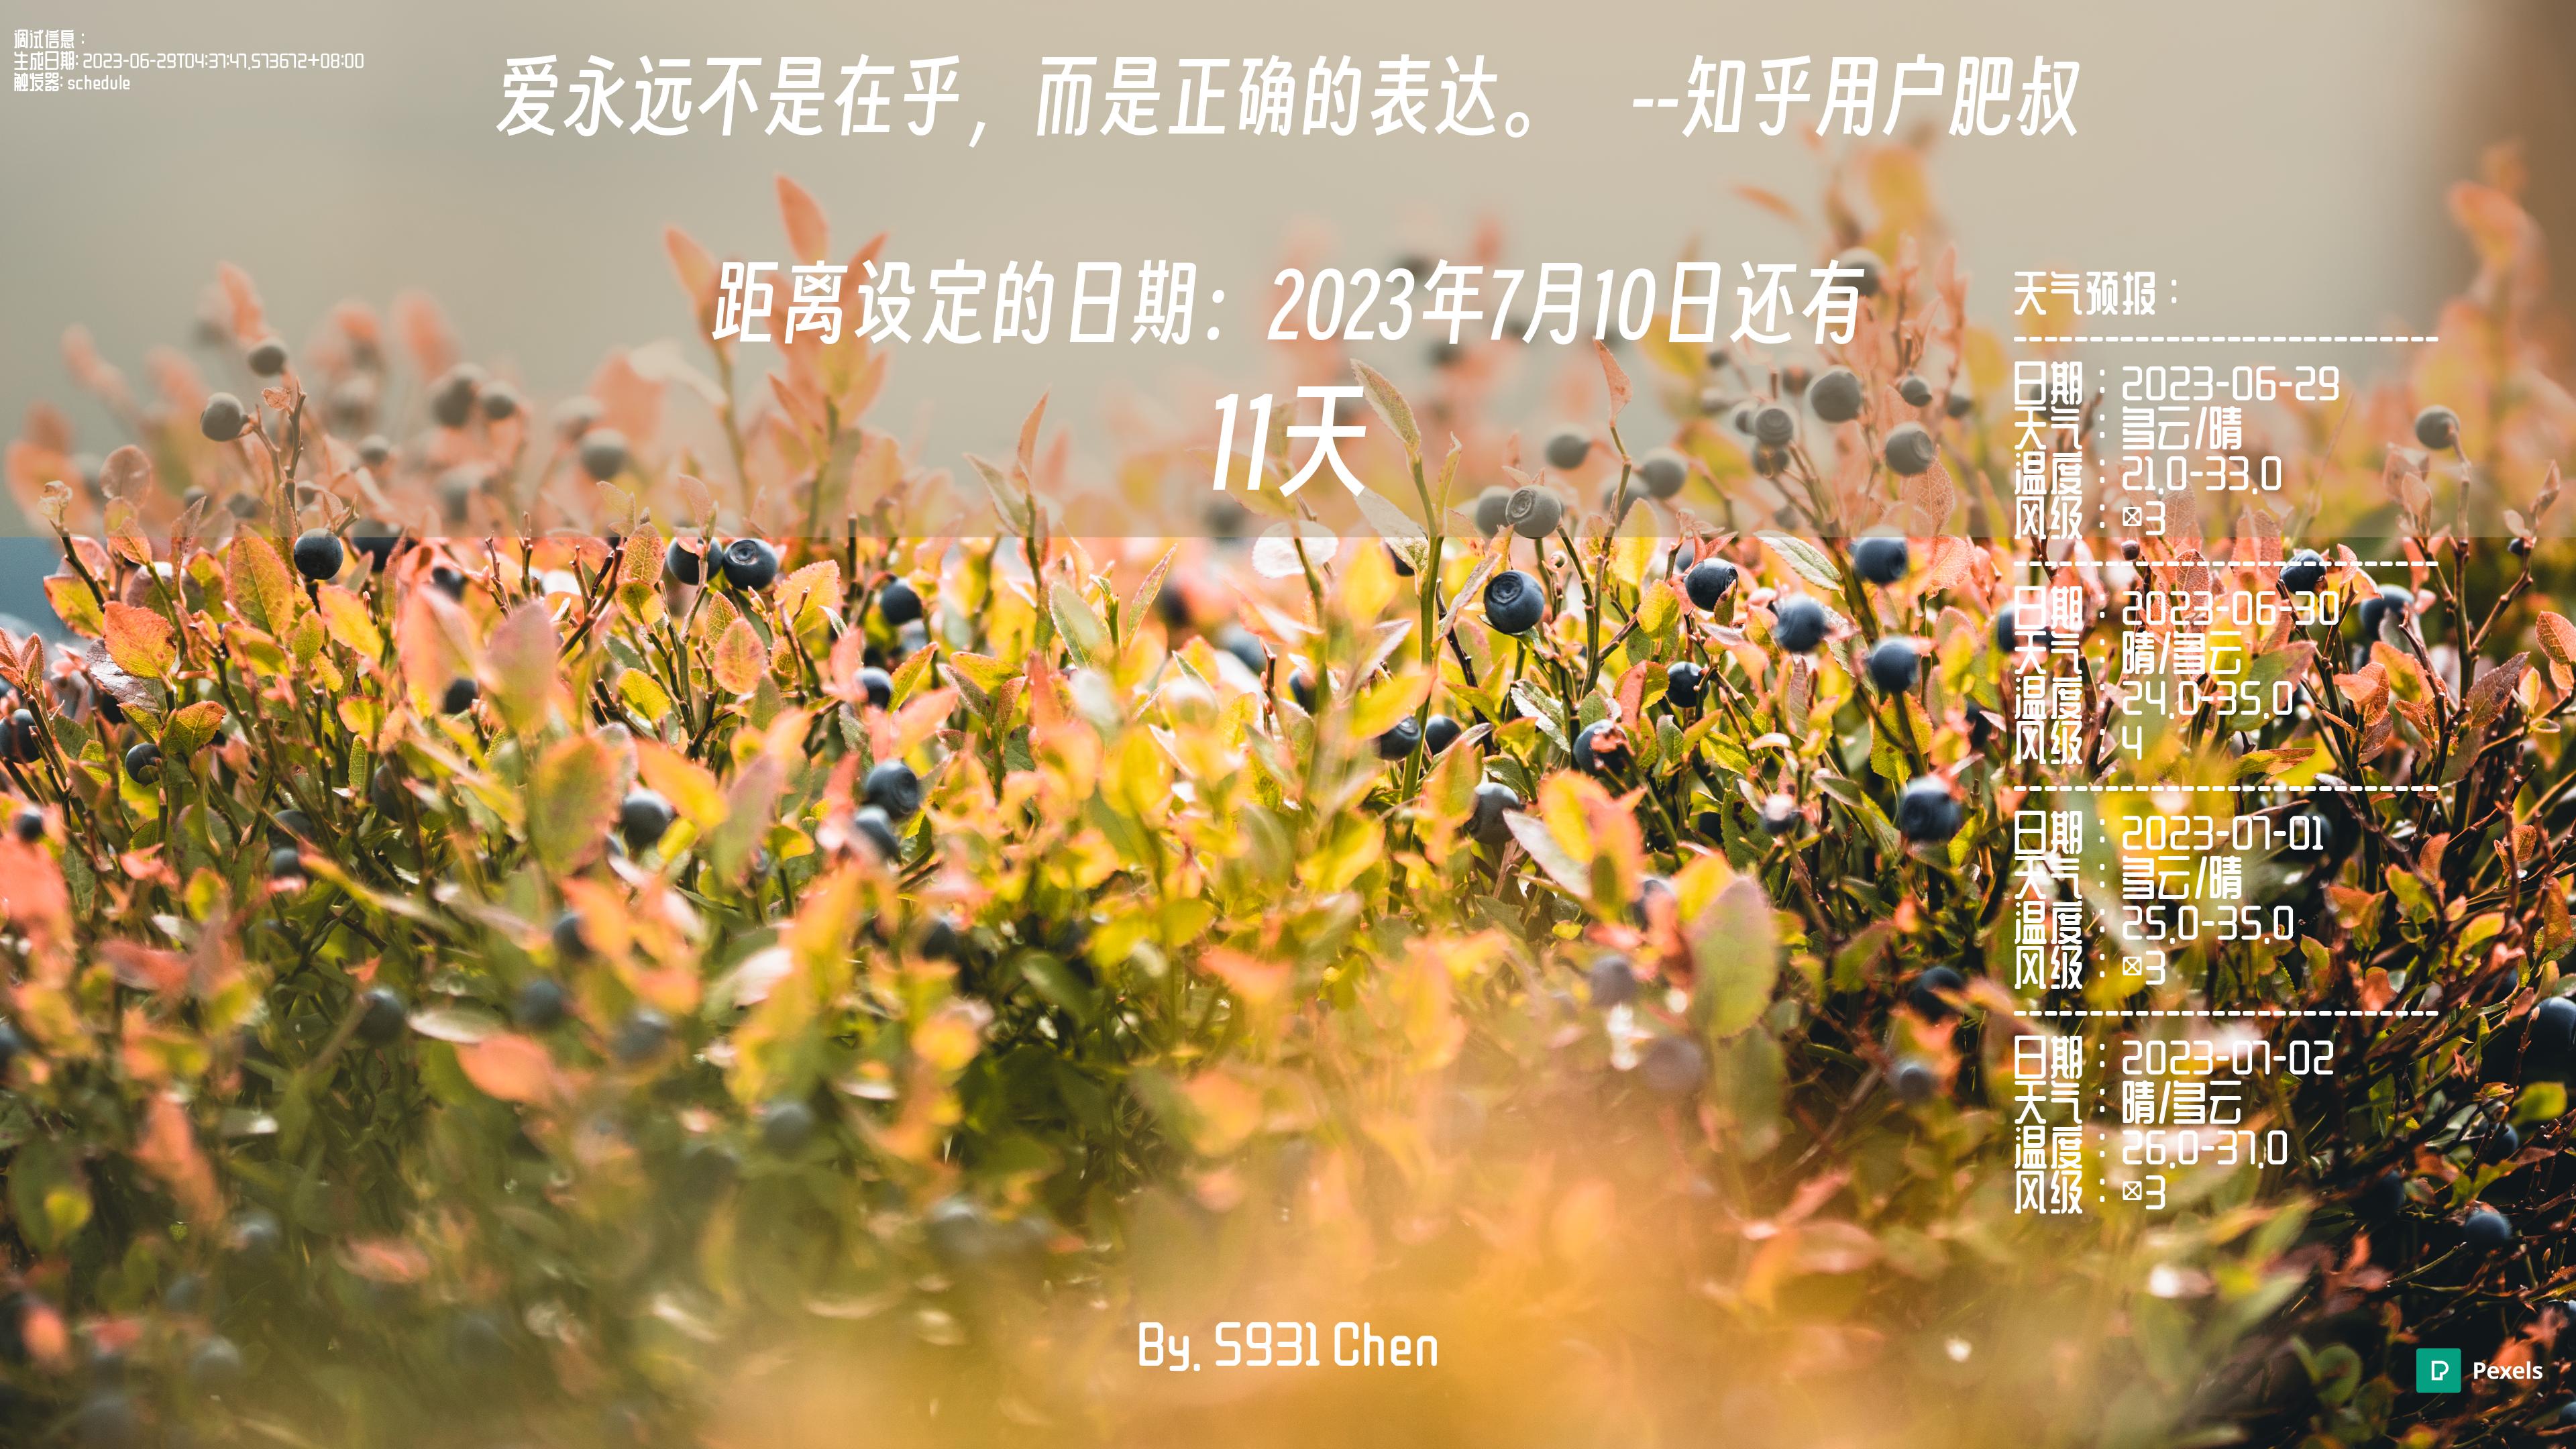 调试信息：
生成日期: 2023-06-29T04:37:47.573672+08:00
触发器: schedule
爱永远不是在乎，而是正确的表达。 --知乎用户肥叔
距离设定的日期：2023年7月10日还有
11天
天气预报：
------------------------------
日期：2023-06-29
天气：多云/晴
温度：21.0-33.0
风级：☒3
------------------------------
日期：2023-06-30
天气：晴/多云
温度：24.0-35.0
风级：4
------------------------------
日期：2023-07-01
天气：多云/晴
温度：25.0-35.0
风级：☒3
------------------------------
日期：2023-07-02
天气：晴/多云
温度：26.0-37.0
风级：☒3
By. S931 Chen
Pexels